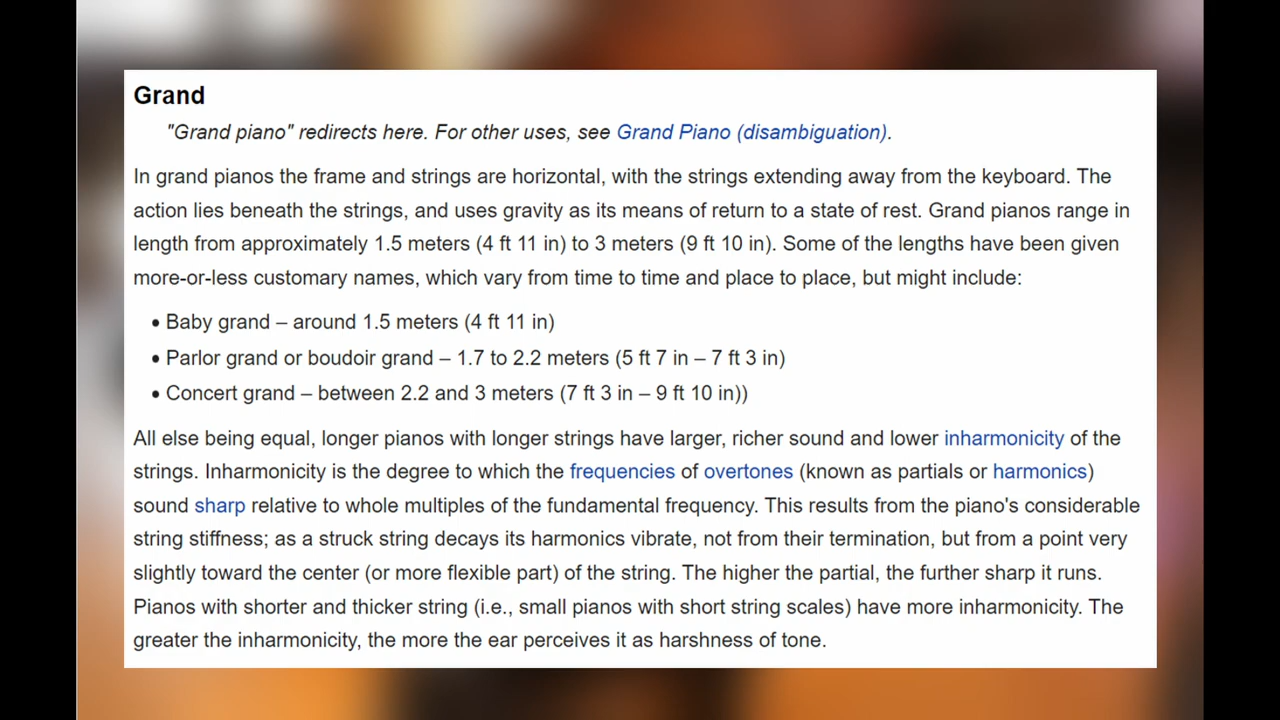 Grand
"Grand piano" redirects here. For other uses, see Grand Piano (disambiguation).
In grand pianos the frame and strings are horizontal, with the strings extending away from the keyboard. The
action lies beneath the strings, and uses gravity as its means of return to a state of rest. Grand pianos range in
length from approximately 1.5 meters (4 ft 11 in) to 3 meters (9 ft 10 in). Some of the lengths have been given
more-or-less customary names, which vary from time to time and place to place, but might include:
• Baby grand – around 1.5 meters (4 ft 11 in)
• Parlor grand or boudoir grand – 1.7 to 2.2 meters (5 ft 7 in – 7 ft 3 in)
• Concert grand – between 2.2 and 3 meters (7 ft 3 in – 9 ft 10 in))
All else being equal, longer pianos with longer strings have larger, richer sound and lower inharmonicity of the
strings. Inharmonicity is the degree to which the frequencies of overtones (known as partials or harmonics)
sound sharp relative to whole multiples of the fundamental frequency. This results from the piano's considerable
string stiffness; as a struck string decays its harmonics vibrate, not from their termination, but from a point very
slightly toward the center (or more flexible part) of the string. The higher the partial, the further sharp it runs.
Pianos with shorter and thicker string (i.e., small pianos with short string scales) have more inharmonicity. The
greater the inharmonicity, the more the ear perceives it as harshness of tone.